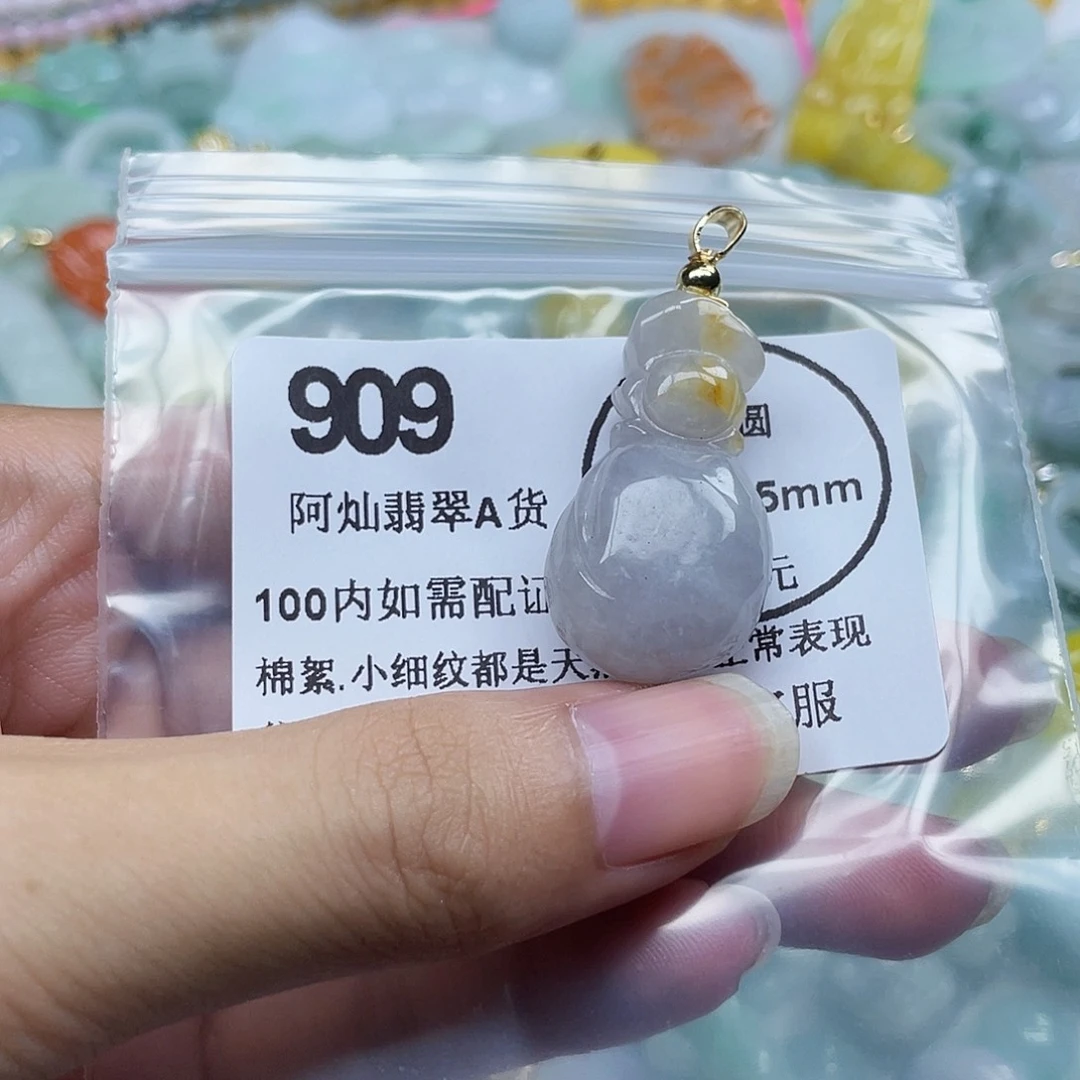 909
圆
阿灿翡翠A货
5mm
100内如需配证
元
棉絮.小细纹都是天
常表现
服